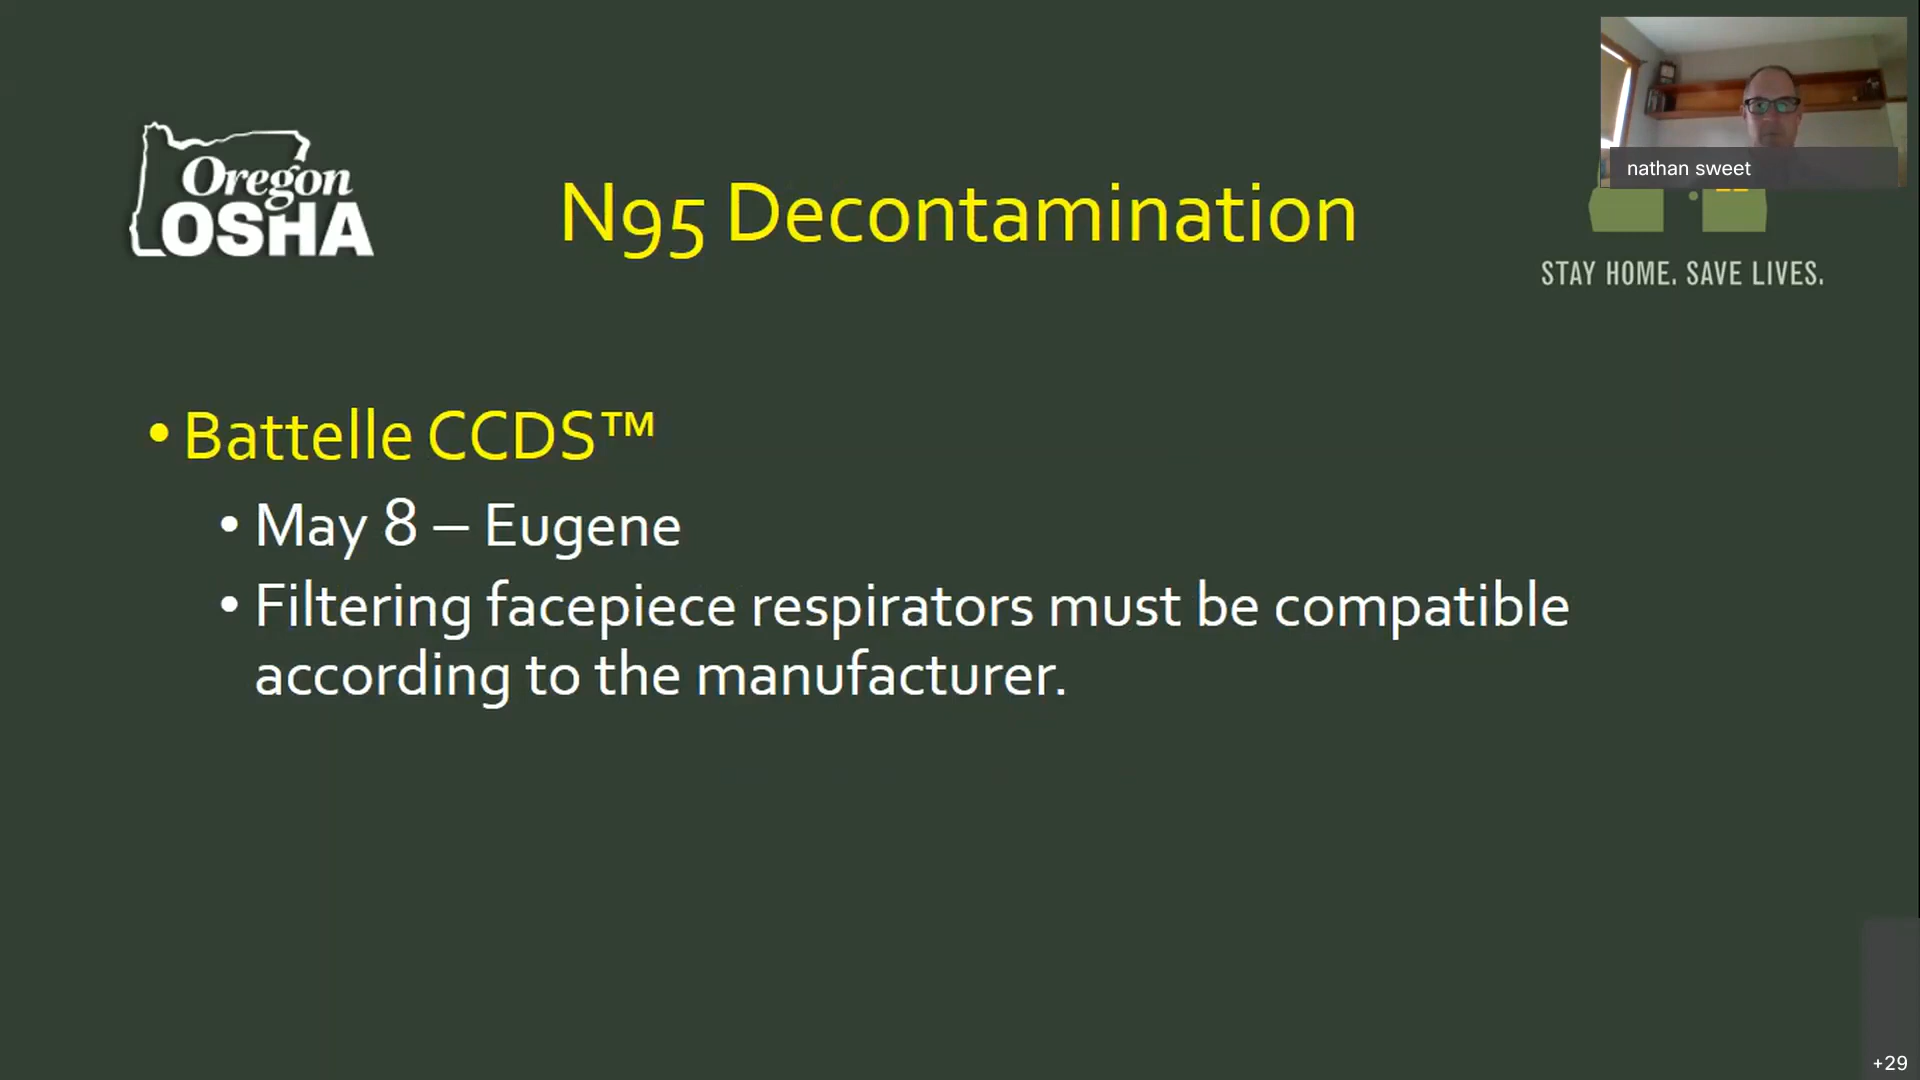 nathan sweet
Oregon
OSHA
N95 Decontamination
STAY HOME. SAVE LIVES.
• Battelle CCDS™
• May 8 – Eugene
• Filtering facepiece respirators must be compatible
according to the manufacturer.
+29